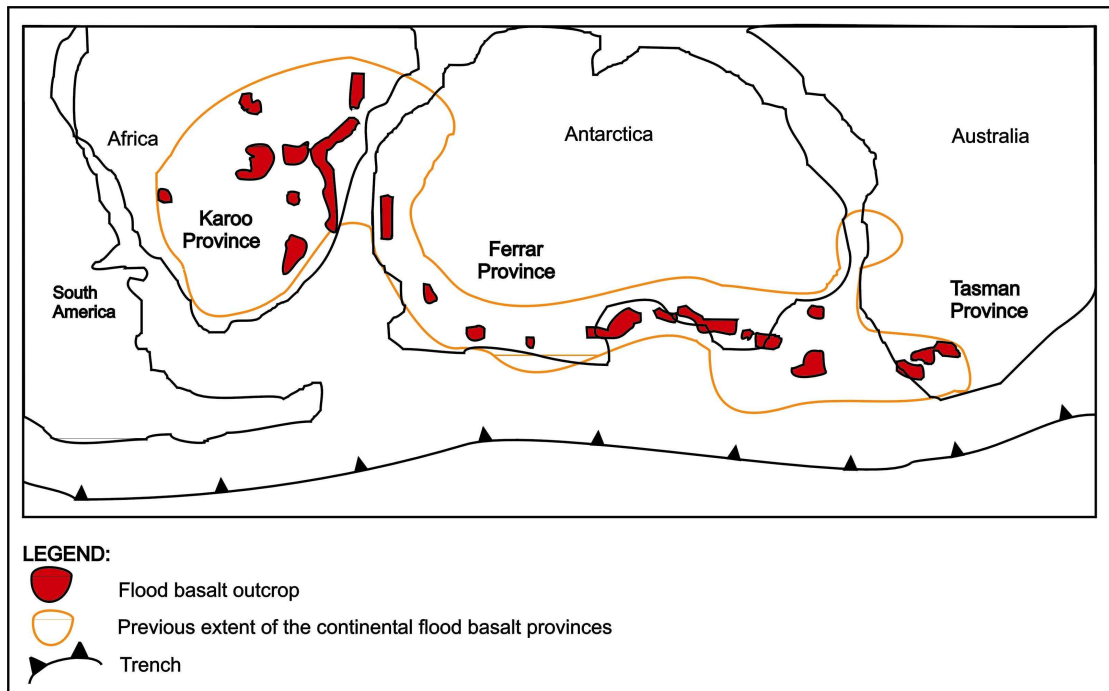 Africa
Antarctica
Australia
Karoo
Province
Ferrar
Province
South
America
Tasman
Province
LEGEND:
Flood basalt outcrop
Previous extent of the continental flood basalt provinces
Trench